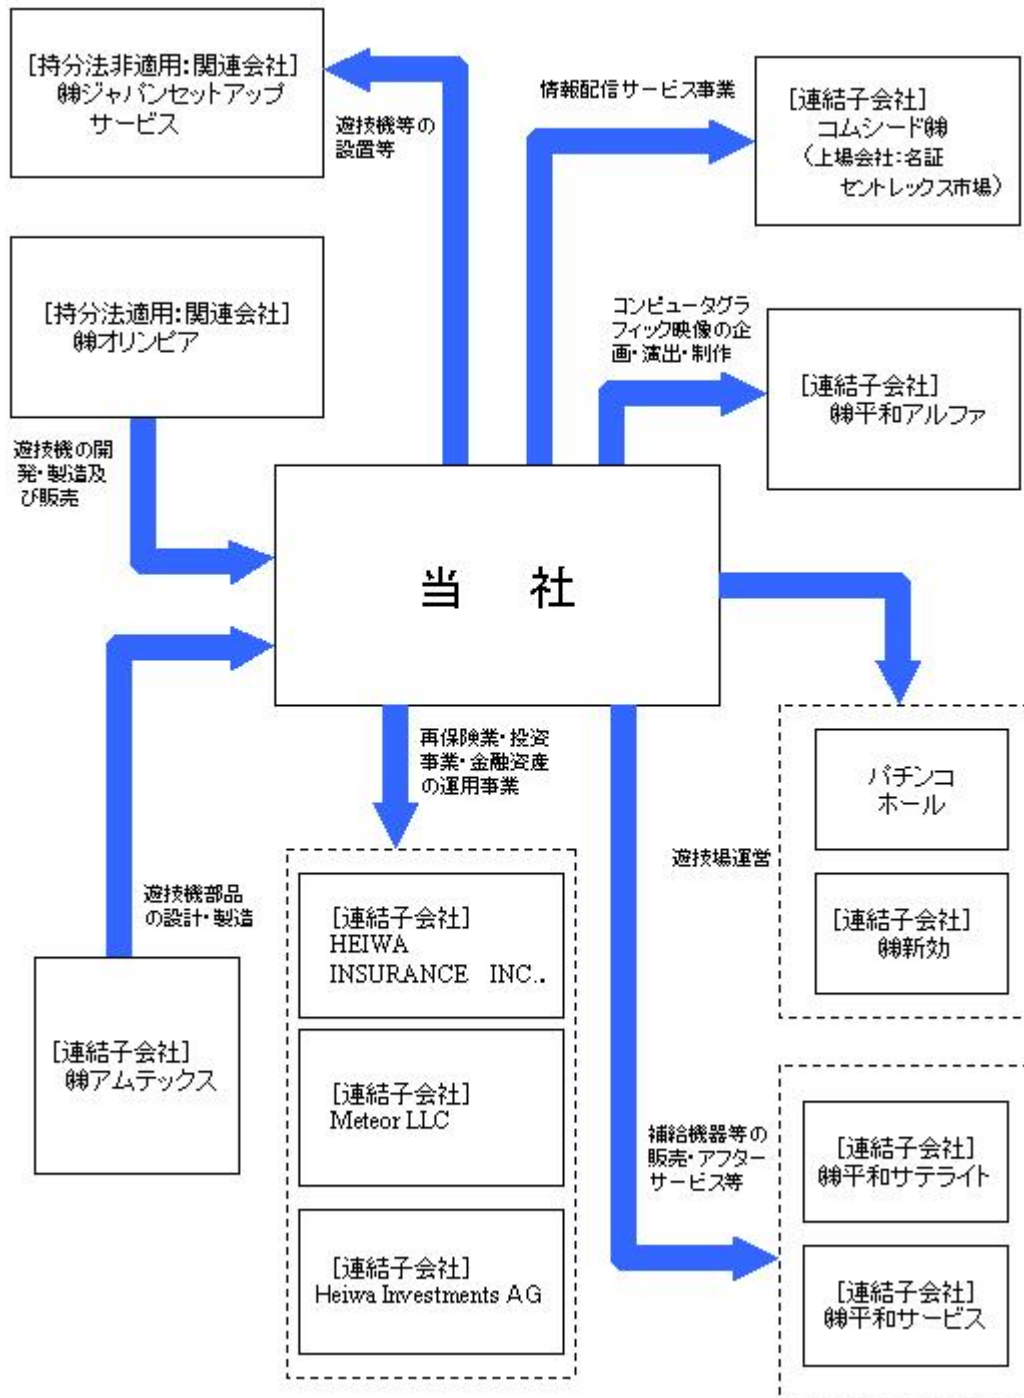 [持分法非適用:関連会社]
㈱ジャパンセットアップ
サービス
遊技機等の
設置等
情報配信サービス事業
[連結子会社]
コムシード㈱
(上場会社:名証
セントレックス市場)
[持分法適用:関連会社]
㈱オリンピア
コンピュータグラ
フィック映像の企
画・演出・制作
[連結子会社]
㈱平和アルファ
遊技機の開
発・製造及
び販売
当 社
再保険業・投資
事業・金融資産
の運用事業
パチンコ
ホール
遊技場運営
[連結子会社]
㈱新効
遊技機部品
の設計・製造
[連結子会社]
㈱アムテックス
[連結子会社]
HEIWA
INSURANCE INC..
[連結子会社]
Meteor LLC
[連結子会社]
Heiwa Investments AG
補給機器等の
販売・アフター
サービス等
[連結子会社]
㈱平和サテライト
[連結子会社]
㈱平和サービス